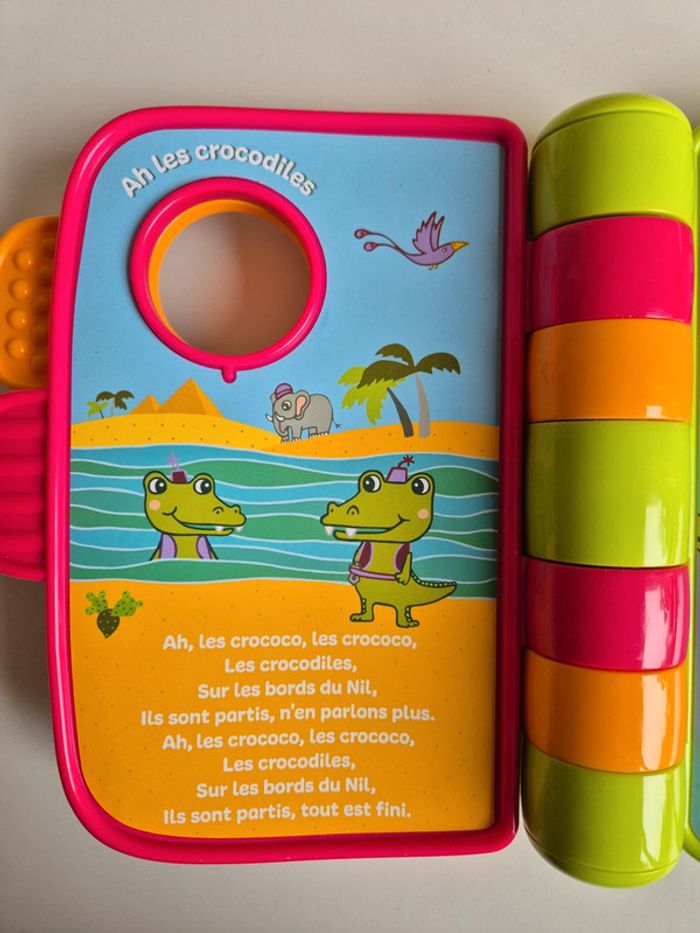 Ah les crocodiles
Ah, les crococo, les crococo,
Les crocodiles,
Sur les bords du Nil,
Ils sont partis, n'en parlons plus.
Ah, les crococo, les crococo,
Les crocodiles,
Sur les bords du Nil,
Ils sont partis, tout est fini.